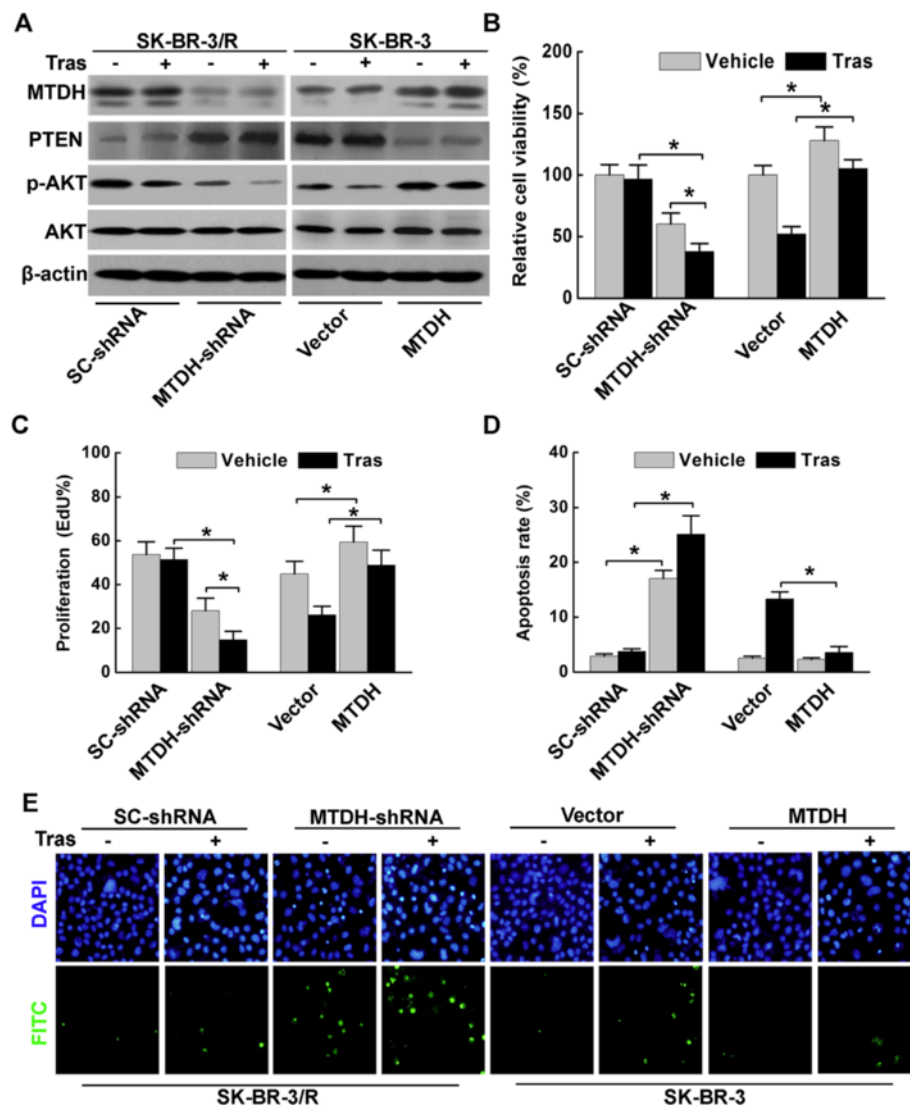 A
SK-BR-3/R SK-BR-3
Tras - + - + - + - +
MTDH
PTEN
p-AKT
AKT
β-actin
SC-shRNA MTDH-shRNA Vector MTDH
B
Vehicle Tras
Relative cell viability (%)
200
150
100
50
0
* * * *
SC-shRNA MTDH-shRNA Vector MTDH
C
Vehicle Tras
Proliferation (EdU%)
100
80
60
40
20
0
* * * *
SC-shRNA MTDH-shRNA Vector MTDH
D
Vehicle Tras
Apoptosis rate (%)
40
30
20
10
0
* * *
SC-shRNA MTDH-shRNA Vector MTDH
E
SC-shRNA MTDH-shRNA Vector MTDH
Tras - + - + - + - +
DAPI
FITC
SK-BR-3/R SK-BR-3